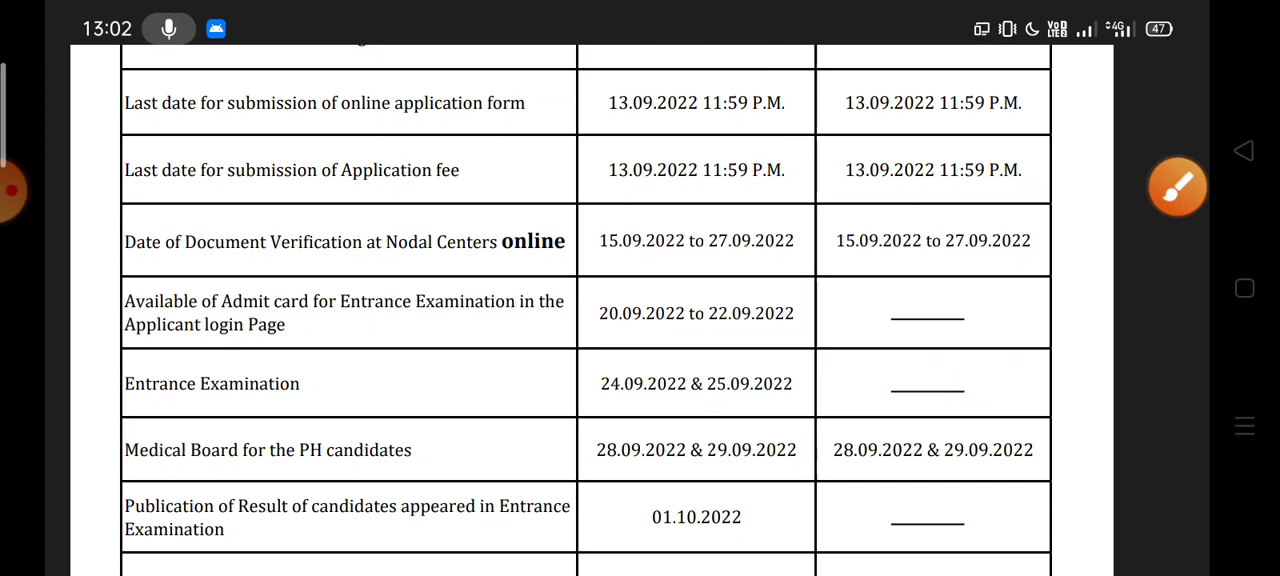 13:02
VoD
LTE
4G
47
Last date for submission of online application form 13.09.2022 11:59 P.M. 13.09.2022 11:59 P.M.
Last date for submission of Application fee 13.09.2022 11:59 P.M. 13.09.2022 11:59 P.M.
Date of Document Verification at Nodal Centers online 15.09.2022 to 27.09.2022 15.09.2022 to 27.09.2022
Available of Admit card for Entrance Examination in the
Applicant login Page 20.09.2022 to 22.09.2022
Entrance Examination 24.09.2022 & 25.09.2022
Medical Board for the PH candidates 28.09.2022 & 29.09.2022 28.09.2022 & 29.09.2022
Publication of Result of candidates appeared in Entrance
Examination 01.10.2022